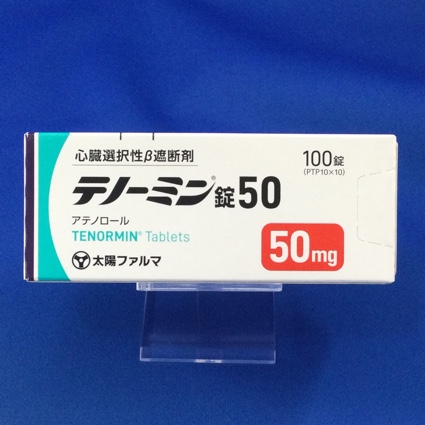 心臓選択性β遮断剤
100錠
(PTP10×10)
テノーミン®錠50
アテノロール
TENORMIN® Tablets
50mg
太陽ファルマ